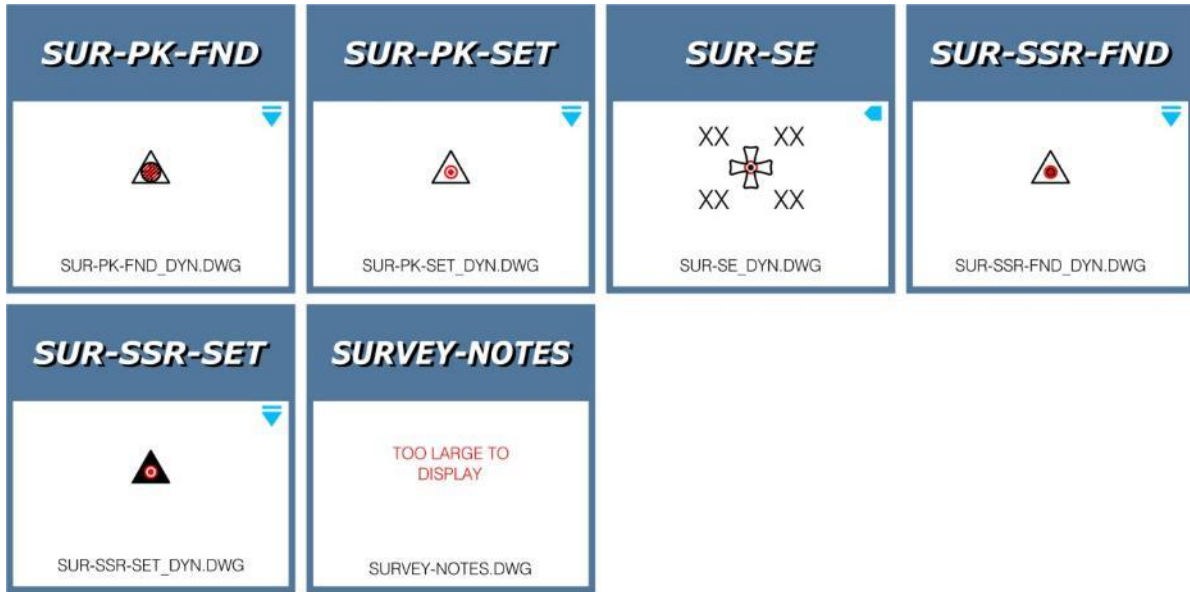 SUR-PK-FND
SUR-PK-SET
SUR-SE
SUR-SSR-FND
XX XX
XX XX
SUR-PK-FND_DYN.DWG
SUR-PK-SET_DYN.DWG
SUR-SE_DYN.DWG
SUR-SSR-FND_DYN.DWG
SUR-SSR-SET
SURVEY-NOTES
TOO LARGE TO
DISPLAY
SUR-SSR-SET_DYN.DWG
SURVEY-NOTES.DWG